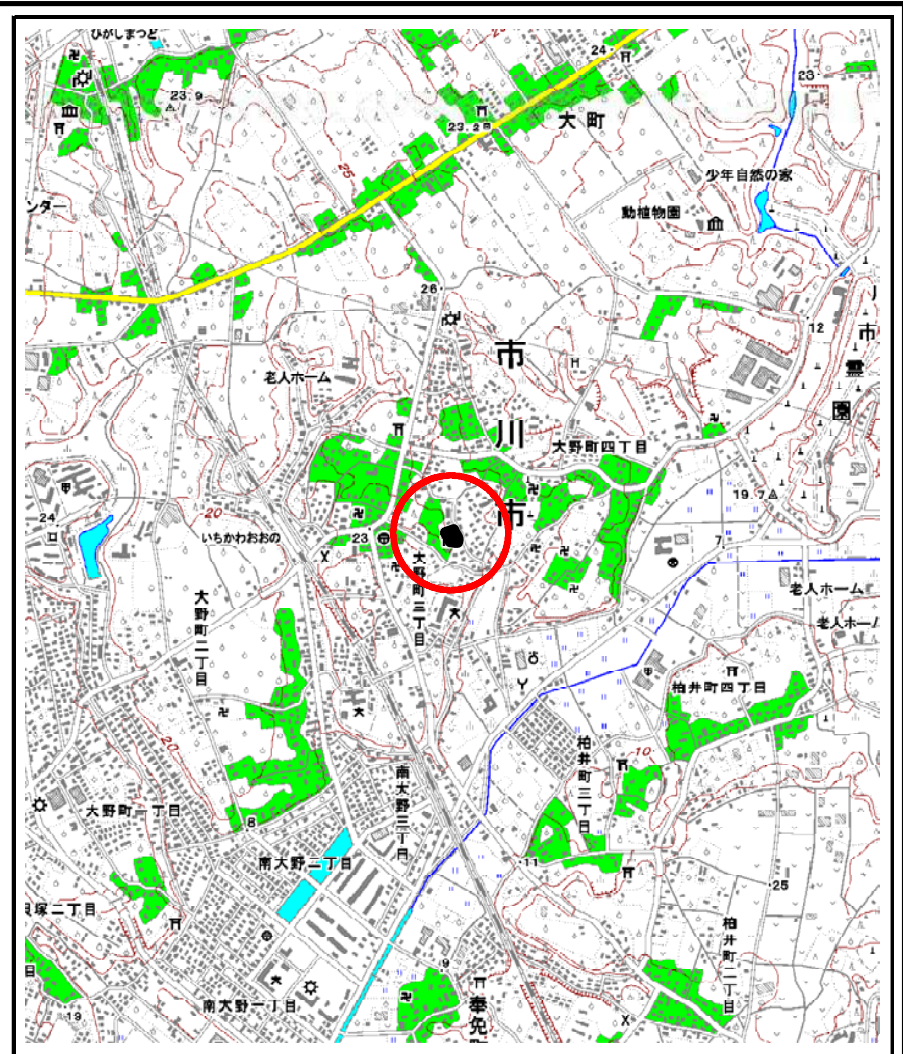 ひがしまつど
24
23.9
23.2
大町
23
少年自然の家
動植物園
ンター
25
26
12
市
老人ホーム
市川市
霊園
大野町四丁目
19.7
20
24
いちかわおおの
23
7
大野町三丁目
大野町二丁目
老人ホーム
老人ホー
柏井町四丁目
柏井町三丁目
10
20
南大野三丁目
大野町一丁目
8
南大野二丁目
11
25
塚二丁目
柏井町二丁目
9
目
南大野一丁目
19
奉免町